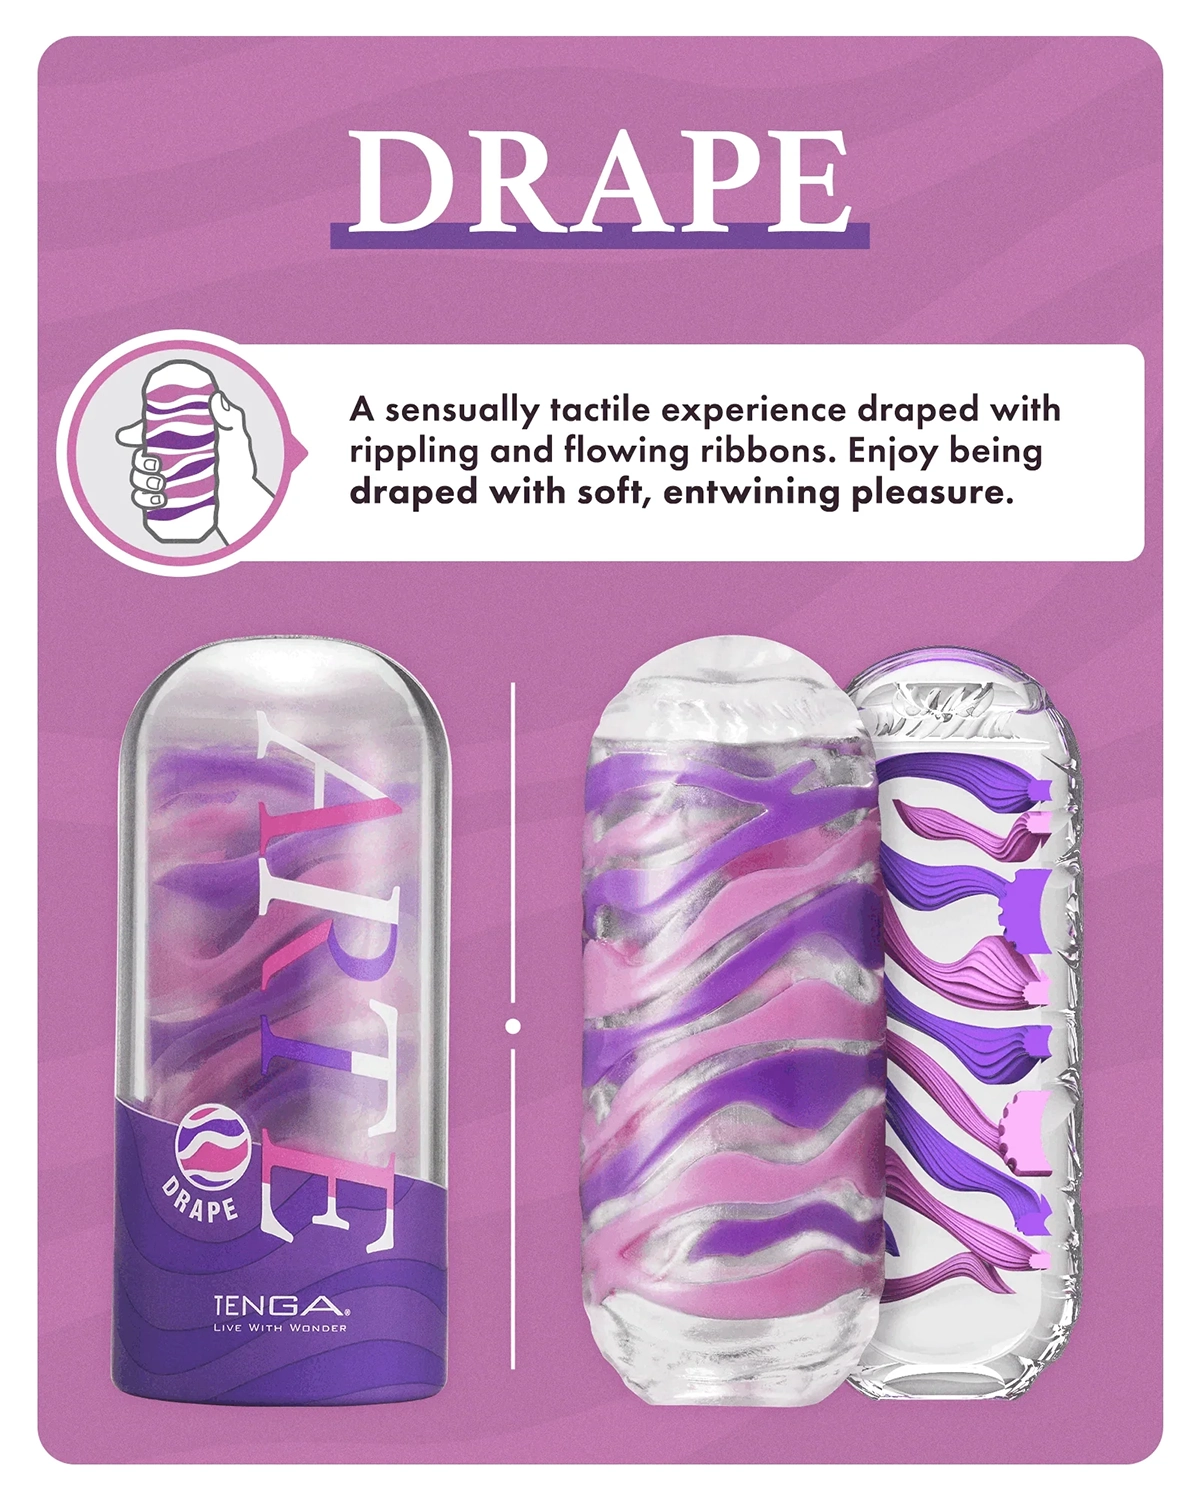 DRAPE
A sensually tactile experience draped with
rippling and flowing ribbons. Enjoy being
draped with soft, entwining pleasure.
ARTE
DRAPE
TENGA®
LIVE WITH WONDER